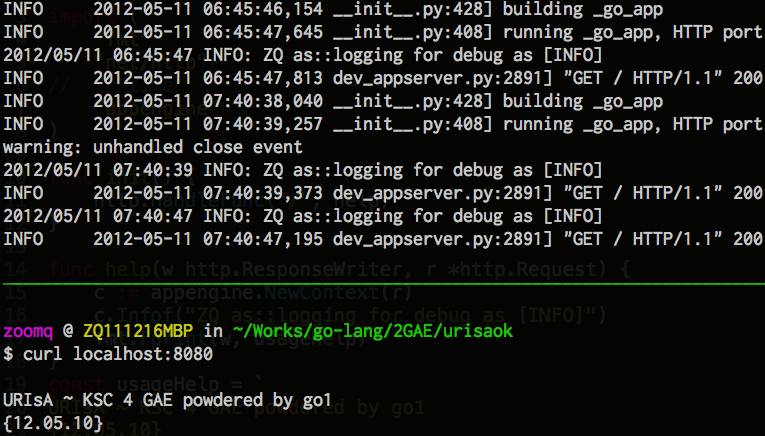 INFO 2012-05-11 06:45:46,154 __init__.py:428] building _go_app
INFO 2012-05-11 06:45:47,645 __init__.py:408] running _go_app, HTTP port
2012/05/11 06:45:47 INFO: ZQ as::logging for debug as [INFO]
INFO 2012-05-11 06:45:47,813 dev_appserver.py:2891] "GET / HTTP/1.1" 200
INFO 2012-05-11 07:40:38,040 __init__.py:428] building _go_app
INFO 2012-05-11 07:40:39,257 __init__.py:408] running _go_app, HTTP port
warning: unhandled close event
2012/05/11 07:40:39 INFO: ZQ as::logging for debug as [INFO]
INFO 2012-05-11 07:40:39,373 dev_appserver.py:2891] "GET / HTTP/1.1" 200
2012/05/11 07:40:47 INFO: ZQ as::logging for debug as [INFO]
INFO 2012-05-11 07:40:47,195 dev_appserver.py:2891] "GET / HTTP/1.1" 200
14 func help(w http.ResponseWriter, r *http.Request) {
15 c := appengine.NewContext(r)
16 c.Infof("ZQ as::logging for debug as [INFO]")
zoomq @ ZQ111216MBP in ~/Works/go-lang/2GAE/urisaok
$ curl localhost:8080
const usageHelp = `
URIsA ~ KSC 4 GAE powdered by go1
{12.05.10}